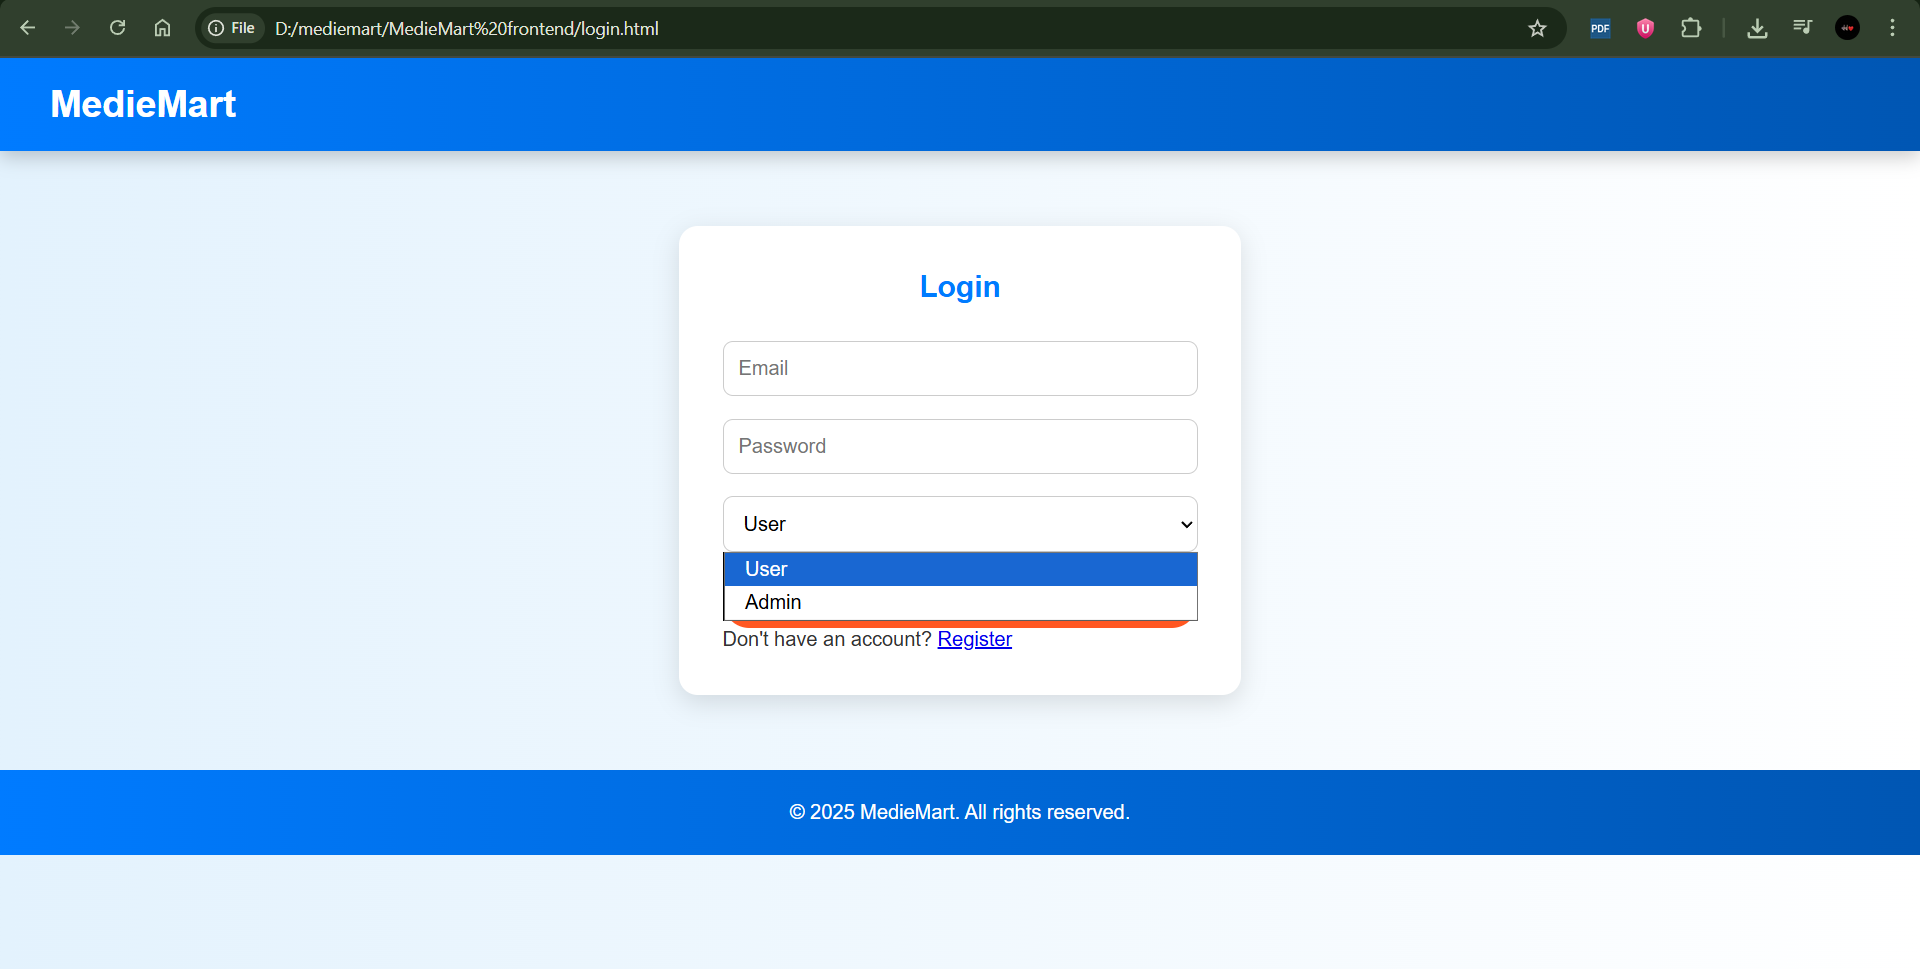 File D:/mediemart/MedieMart%20frontend/login.html
PDF
U
MedieMart
Login
Email
Password
User
User
Admin
Don't have an account? Register
© 2025 MedieMart. All rights reserved.